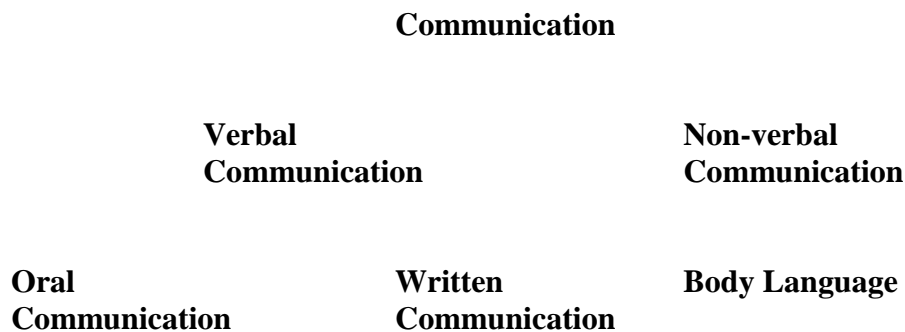 Communication
Verbal
Communication
Non-verbal
Communication
Oral
Communication
Written
Communication
Body Language